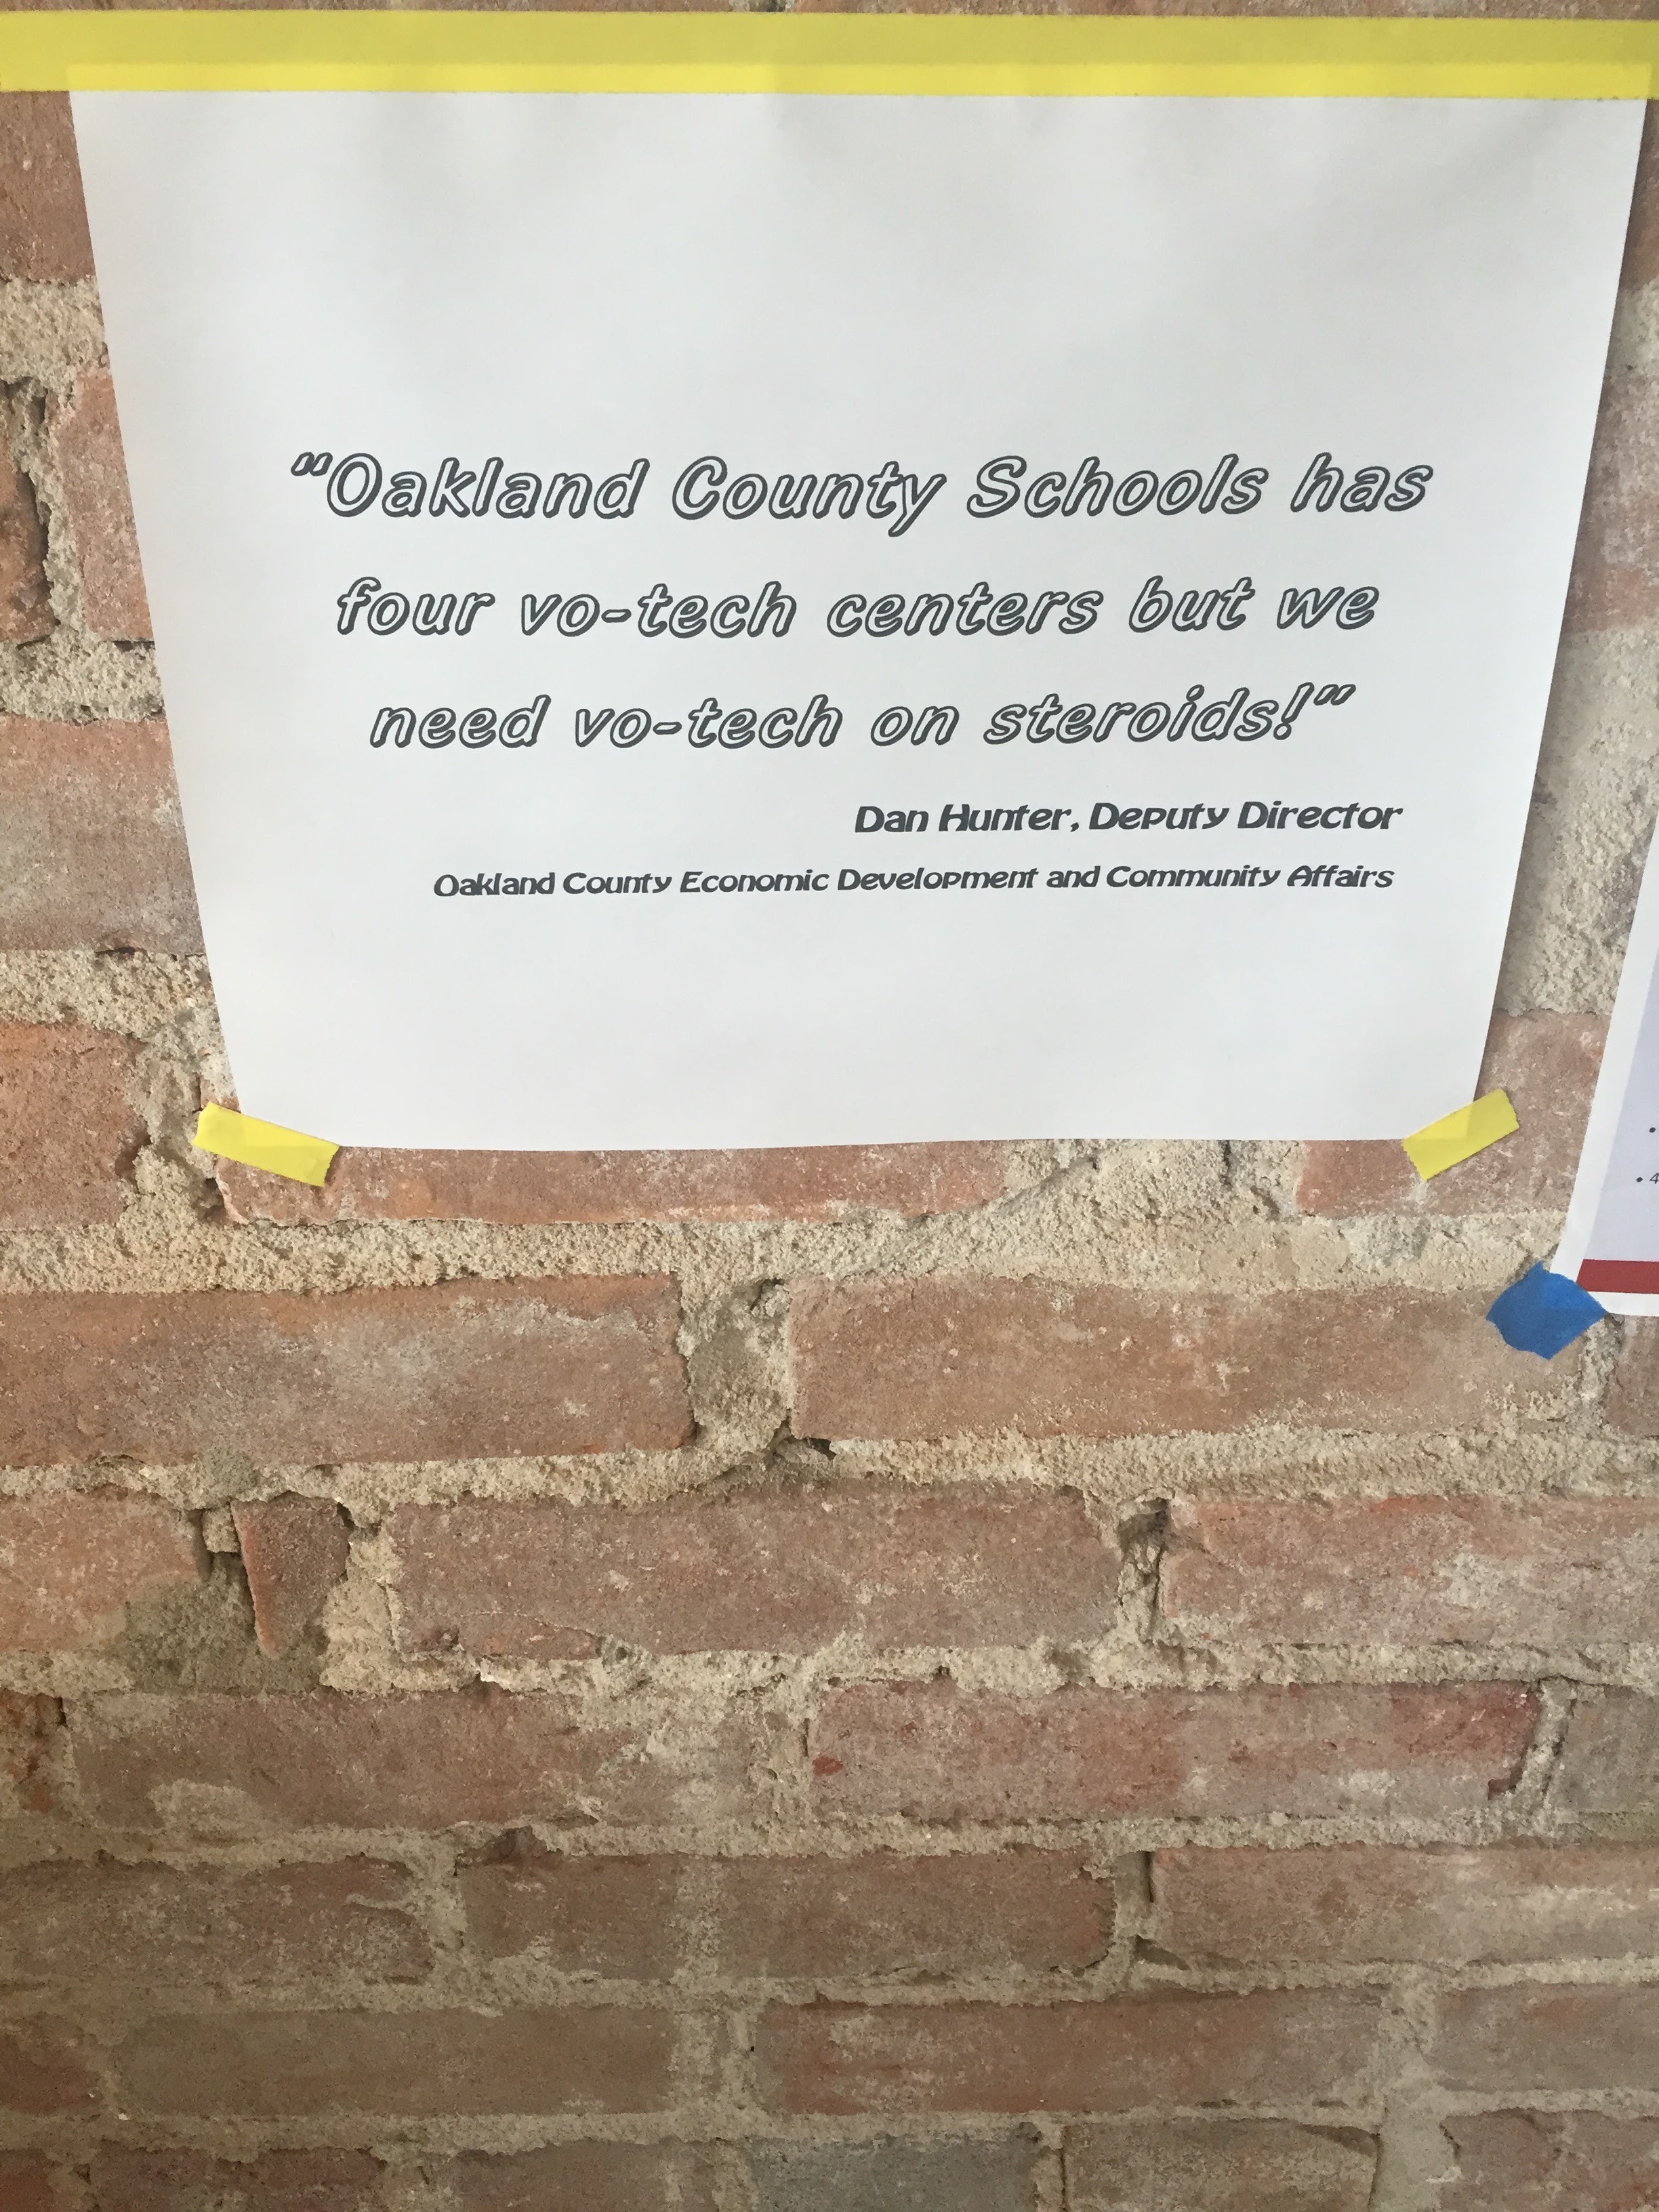 "Oakland County Schools has
four vo-tech centers but we
need vo-tech on steroids!"
Dan Hunter, Deputy Director
Oakland County Economic Development and Community Affairs
• 4